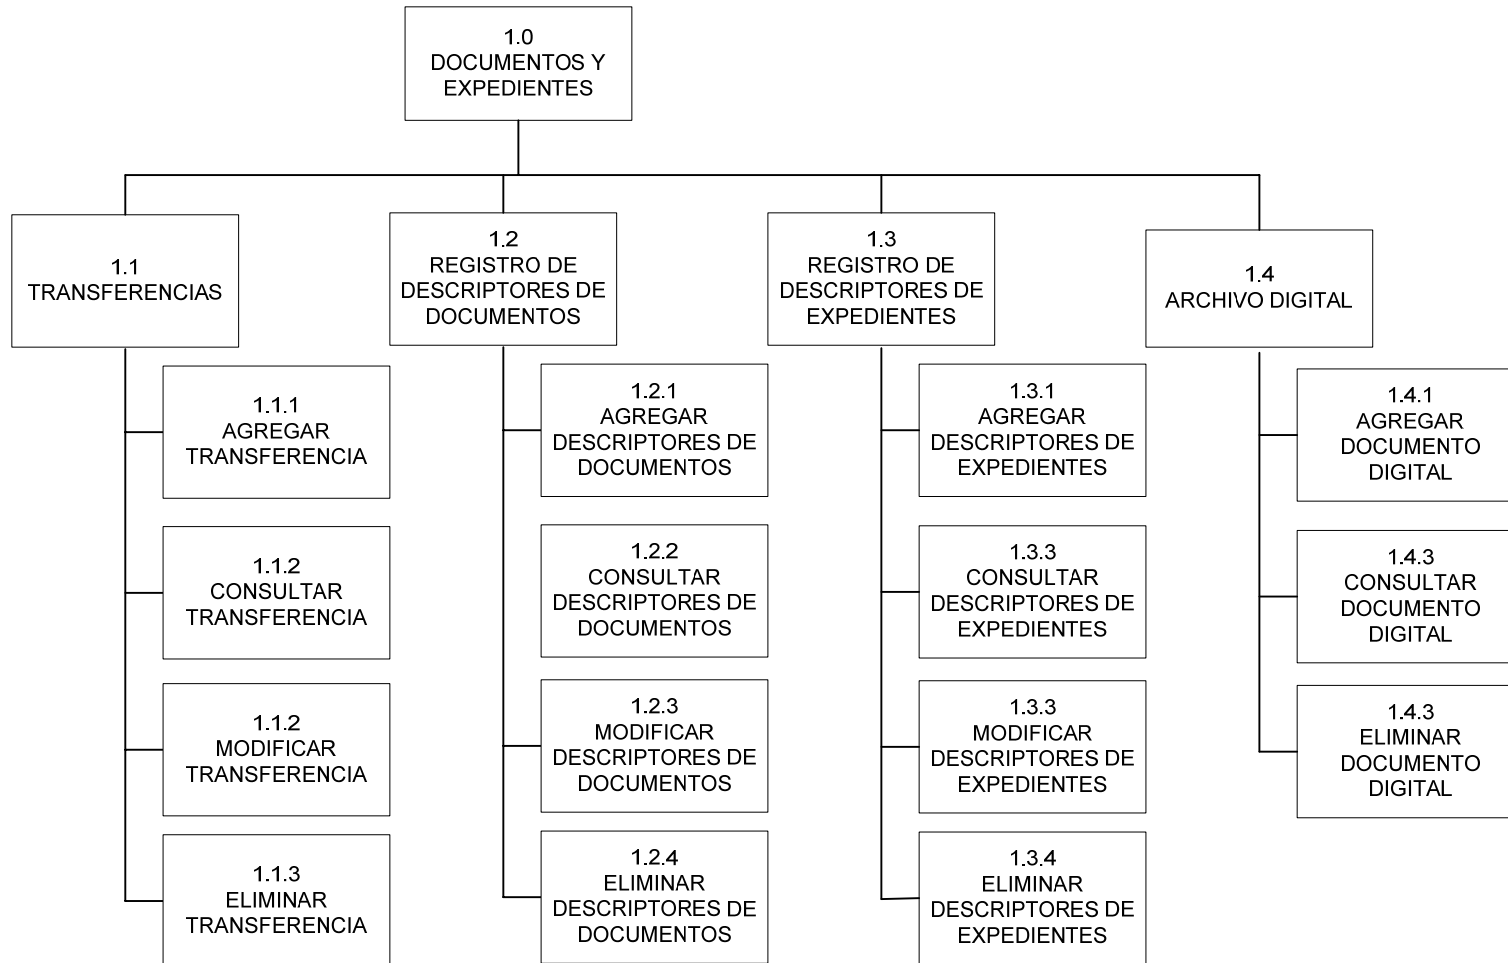 1.0
DOCUMENTOS Y
EXPEDIENTES
1.1
TRANSFERENCIAS
1.2
REGISTRO DE
DESCRIPTORES DE
DOCUMENTOS
1.3
REGISTRO DE
DESCRIPTORES DE
EXPEDIENTES
1.4
ARCHIVO DIGITAL
1.1.1
AGREGAR
TRANSFERENCIA
1.1.2
CONSULTAR
TRANSFERENCIA
1.1.2
MODIFICAR
TRANSFERENCIA
1.1.3
ELIMINAR
TRANSFERENCIA
1.2.1
AGREGAR
DESCRIPTORES DE
DOCUMENTOS
1.2.2
CONSULTAR
DESCRIPTORES DE
DOCUMENTOS
1.2.3
MODIFICAR
DESCRIPTORES DE
DOCUMENTOS
1.2.4
ELIMINAR
DESCRIPTORES DE
DOCUMENTOS
1.3.1
AGREGAR
DESCRIPTORES DE
EXPEDIENTES
1.3.3
CONSULTAR
DESCRIPTORES DE
EXPEDIENTES
1.3.3
MODIFICAR
DESCRIPTORES DE
EXPEDIENTES
1.3.4
ELIMINAR
DESCRIPTORES DE
EXPEDIENTES
1.4.1
AGREGAR
DOCUMENTO
DIGITAL
1.4.3
CONSULTAR
DOCUMENTO
DIGITAL
1.4.3
ELIMINAR
DOCUMENTO
DIGITAL